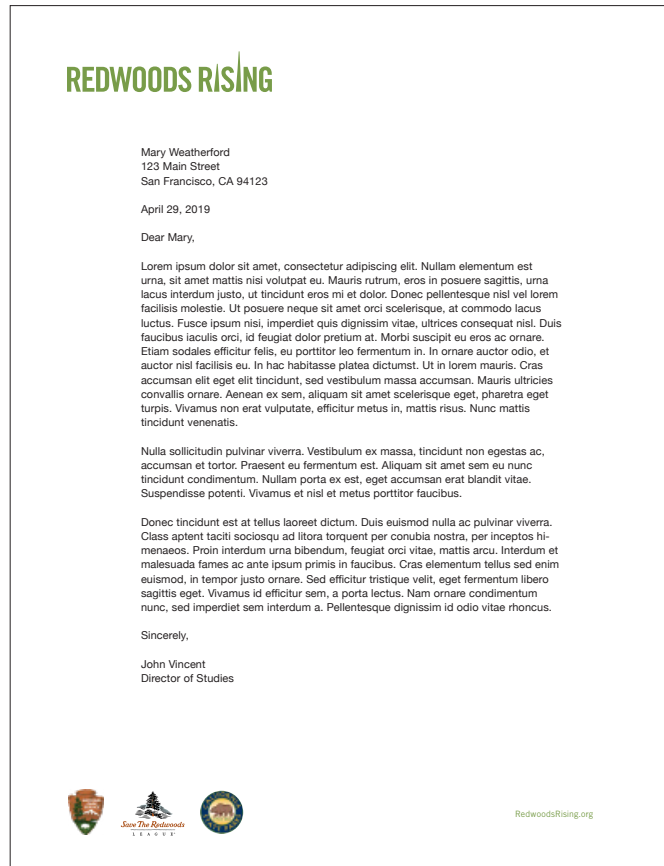 REDWOODS RISING
Mary Weatherford
123 Main Street
San Francisco, CA 94123
April 29, 2019
Dear Mary,
Lorem ipsum dolor sit amet, consectetur adipiscing elit. Nullam elementum est
urna, sit amet mattis nisi volutpat eu. Mauris rutrum, eros in posuere sagittis, urna
lacus interdum justo, ut tincidunt eros mi et dolor. Donec pellentesque nisl vel lorem
facilisis molestie. Ut posuere neque sit amet orci scelerisque, at commodo lacus
luctus. Fusce ipsum nisi, imperdiet quis dignissim vitae, ultrices consequat nisl. Duis
faucibus iaculis orci, id feugiat dolor pretium at. Morbi suscipit eu eros ac ornare.
Etiam sodales efficitur felis, eu porttitor leo fermentum in. In ornare auctor odio, et
auctor nisl facilisis eu. In hac habitasse platea dictumst. Ut in lorem mauris. Cras
accumsan elit eget elit tincidunt, sed vestibulum massa accumsan. Mauris ultricies
convallis ornare. Aenean ex sem, aliquam sit amet scelerisque eget, pharetra eget
turpis. Vivamus non erat vulputate, efficitur metus in, mattis risus. Nunc mattis
tincidunt venenatis.
Nulla sollicitudin pulvinar viverra. Vestibulum ex massa, tincidunt non egestas ac,
accumsan et tortor. Praesent eu fermentum est. Aliquam sit amet sem eu nunc
tincidunt condimentum. Nullam porta ex est, eget accumsan erat blandit vitae.
Suspendisse potenti. Vivamus et nisl et metus porttitor faucibus.
Donec tincidunt est at tellus laoreet dictum. Duis euismod nulla ac pulvinar viverra.
Class aptent taciti sociosqu ad litora torquent per conubia nostra, per inceptos hi-
menaeos. Proin interdum urna bibendum, feugiat orci vitae, mattis arcu. Interdum et
malesuada fames ac ante ipsum primis in faucibus. Cras elementum tellus sed enim
euismod, in tempor justo ornare. Sed efficitur tristique velit, eget fermentum libero
sagittis eget. Vivamus id efficitur sem, a porta lectus. Nam ornare condimentum
nunc, sed imperdiet sem interdum a. Pellentesque dignissim id odio vitae rhoncus.
Sincerely,
John Vincent
Director of Studies
Save The Redwoods
LEAGUE
CALIFORNIA
STATE PARKS
RedwoodsRising.org